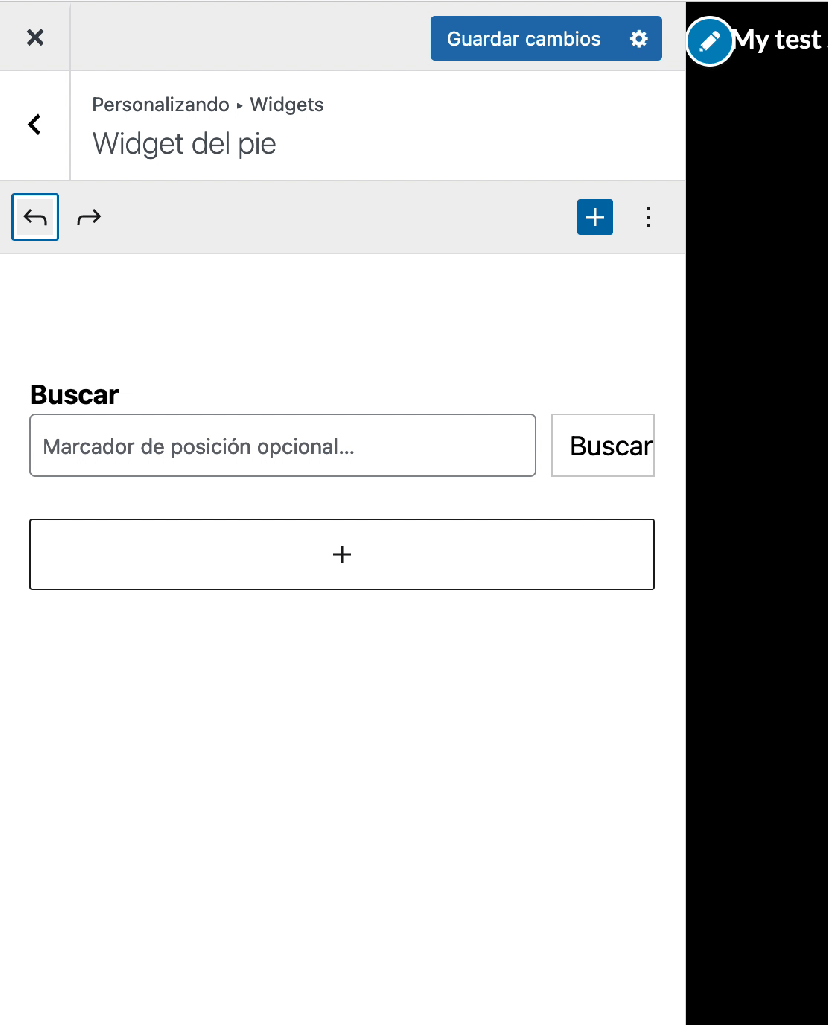 Guardar cambios
My test
Personalizando ▸ Widgets
Widget del pie
Buscar
Marcador de posición opcional...
Buscar